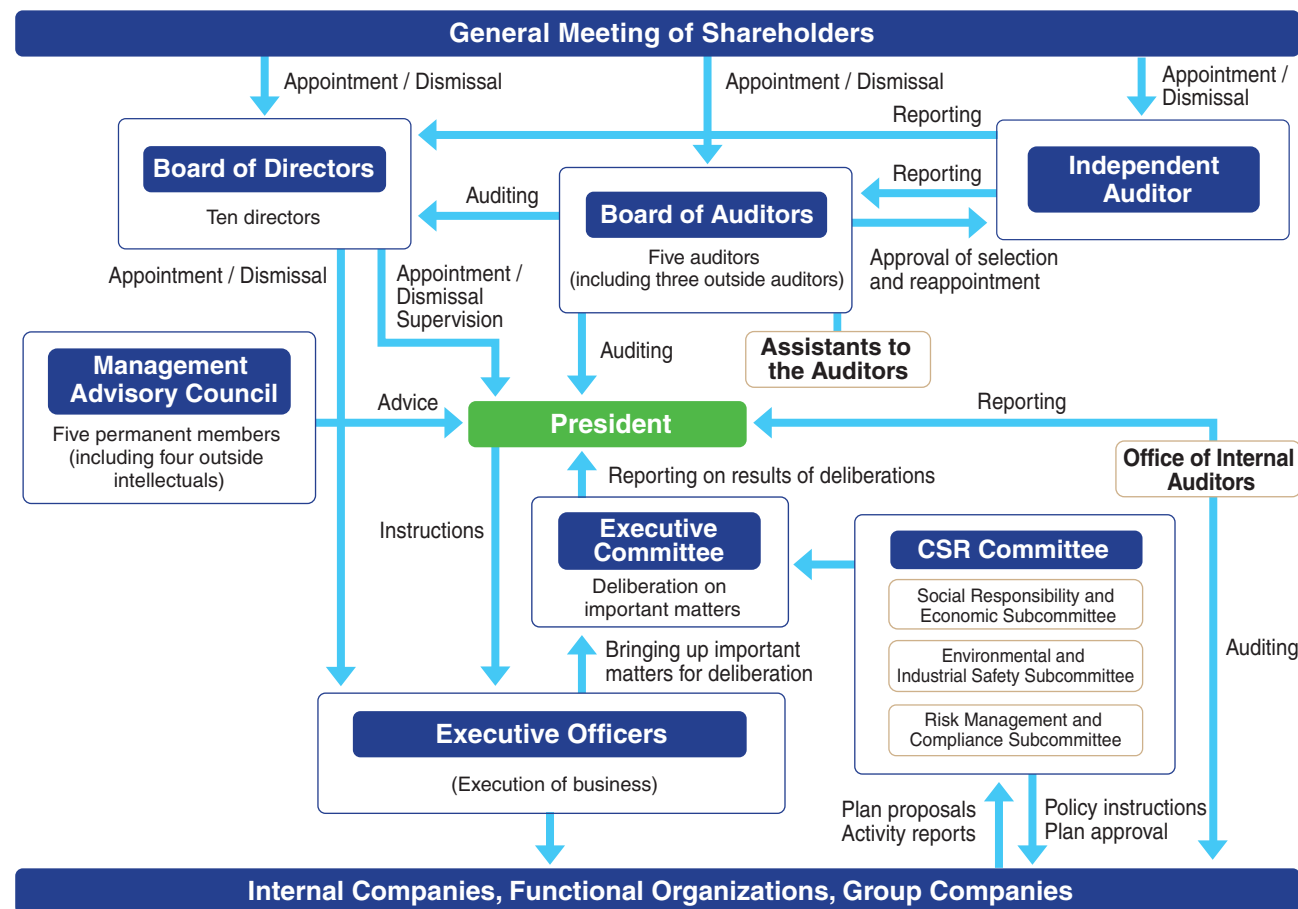 General Meeting of Shareholders
Appointment / Dismissal
Appointment / Dismissal
Appointment /
Dismissal
Reporting
Board of Directors
Ten directors
Auditing
Board of Auditors
Five auditors
(including three outside auditors)
Reporting
Independent
Auditor
Approval of selection
and reappointment
Appointment / Dismissal
Appointment /
Dismissal
Supervision
Auditing
Assistants to
the Auditors
Management
Advisory Council
Five permanent members
(including four outside
intellectuals)
Advice
President
Reporting
Office of Internal
Auditors
Reporting on results of deliberations
Instructions
Executive
Committee
Deliberation on
important matters
CSR Committee
Social Responsibility and
Economic Subcommittee
Environmental and
Industrial Safety Subcommittee
Risk Management and
Compliance Subcommittee
Auditing
Bringing up important
matters for deliberation
Executive Officers
(Execution of business)
Plan proposals
Activity reports
Policy instructions
Plan approval
Internal Companies, Functional Organizations, Group Companies